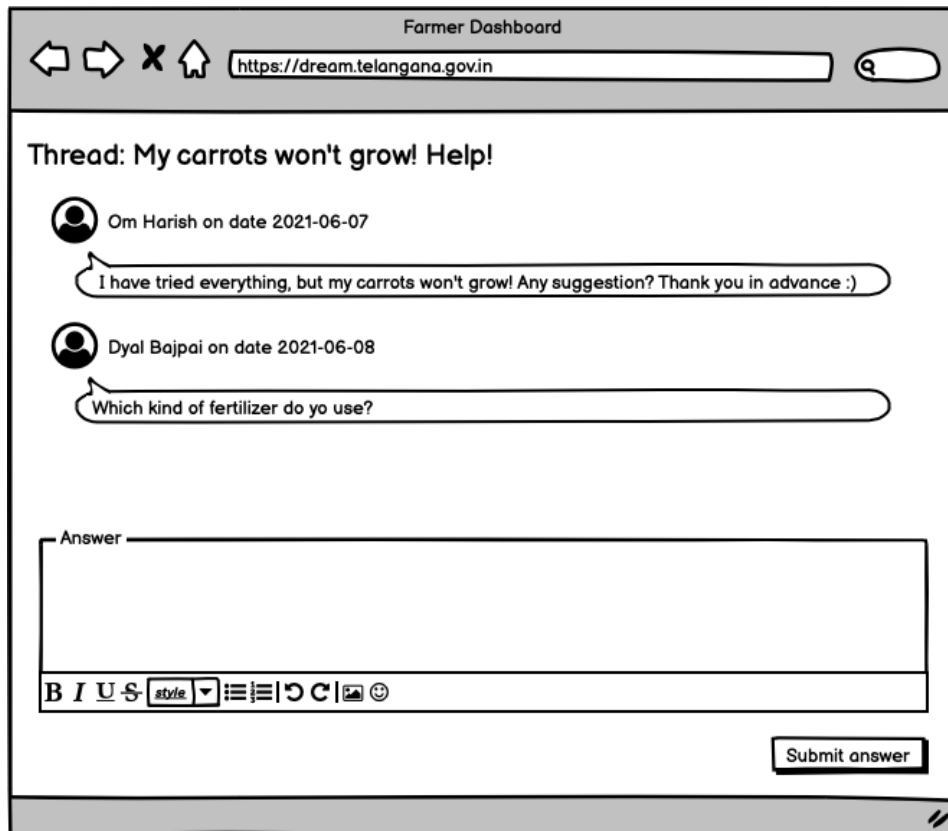 Farmer Dashboard
https://dream.telangana.gov.in
Thread: My carrots won't grow! Help!
Om Harish on date 2021-06-07
I have tried everything, but my carrots won't grow! Any suggestion? Thank you in advance :)
Dyal Bajpai on date 2021-06-08
Which kind of fertilizer do yo use?
Answer
B I U S style
Submit answer